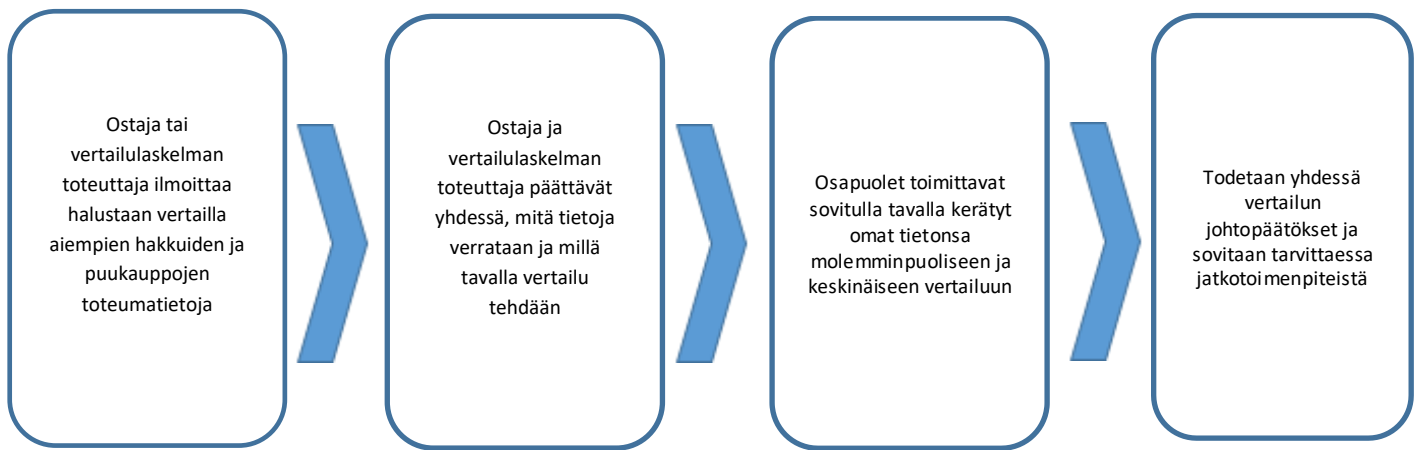 Ostaja tai
vertailulaskelman
toteuttaja ilmoittaa
halustaan vertailla
aiempien hakkuiden ja
puukauppojen
toteumatietoja
Ostaja ja
vertailulaskelman
toteuttaja päättävät
yhdessä, mitä tietoja
verrataan ja millä
tavalla vertailu
tehdään
Osapuolet toimittavat
sovitulla tavalla kerätyt
omat tietonsa
molemminpuoliseen ja
keskinäiseen vertailuun
Todetaan yhdessä
vertailun
johtopäätökset ja
sovitaan tarvittaessa
jatkotoimenpiteistä